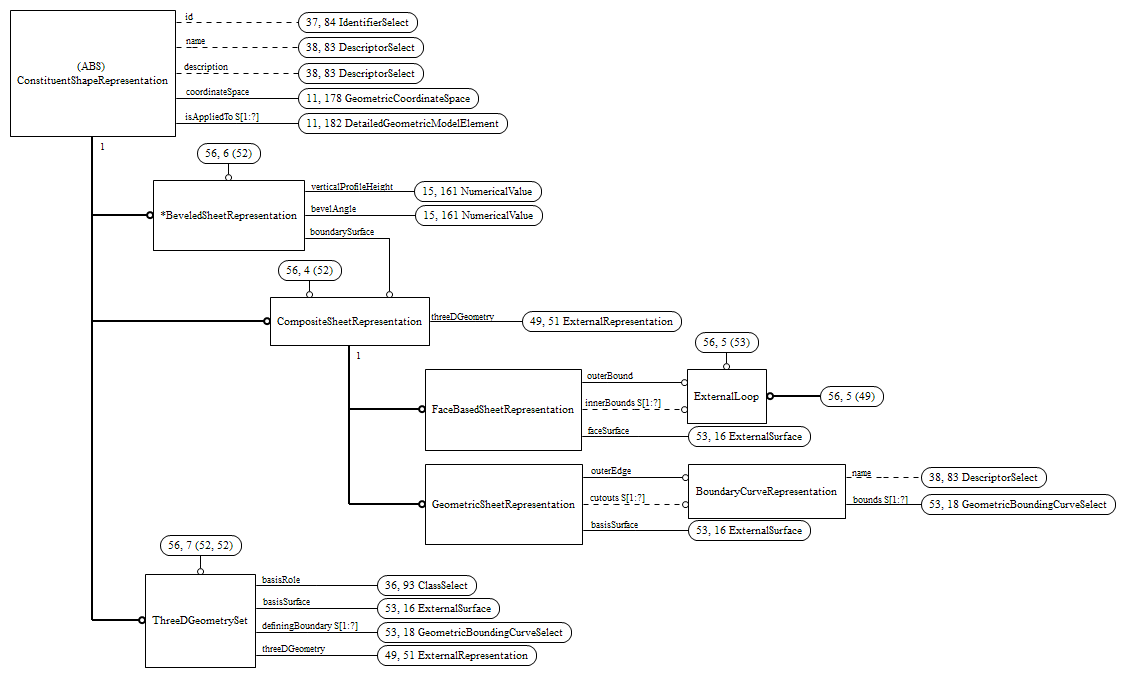 id
37, 84 IdentifierSelect
name
38, 83 DescriptorSelect
(ABS)
ConstituentShapeRepresentation
description
38, 83 DescriptorSelect
coordinateSpace
11, 178 GeometricCoordinateSpace
isAppliedTo S[1:?]
11, 182 DetailedGeometricModelElement
1
56, 6 (52)
verticalProfileHeight
15, 161 NumericalValue
*BeveledSheetRepresentation
bevelAngle
15, 161 NumericalValue
boundarySurface
56, 4 (52)
CompositeSheetRepresentation
threeDGeometry
49, 51 ExternalRepresentation
1
56, 5 (53)
outerBound
FaceBasedSheetRepresentation
innerBounds S[1:?]
ExternalLoop
56, 5 (49)
faceSurface
53, 16 ExternalSurface
outerEdge
GeometricSheetRepresentation
cutouts S[1:?]
BoundaryCurveRepresentation
name
38, 83 DescriptorSelect
bounds S[1:?]
53, 18 GeometricBoundingCurveSelect
basisSurface
53, 16 ExternalSurface
56, 7 (52, 52)
basisRole
36, 93 ClassSelect
basisSurface
53, 16 ExternalSurface
ThreeDGeometrySet
definingBoundary S[1:?]
53, 18 GeometricBoundingCurveSelect
threeDGeometry
49, 51 ExternalRepresentation